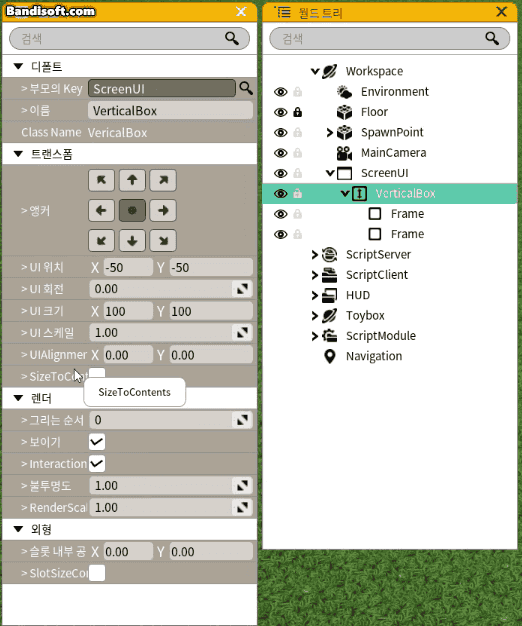 Bandisoft.com
검색
디폴트
> 부모의 Key ScreenUI
> 이름 VerticalBox
Class Name VericalBox
트랜스폼
> 앵커
> UI 위치 X -50 Y -50
> UI 회전 0.00
> UI 크기 X 100 Y 100
> UI 스케일 1.00
> UIAlignmer X 0.00 Y 0.00
> SizeToCont
SizeToContents
렌더
> 그리는 순서 0
> 보이기
> Interaction
> 불투명도 1.00
> RenderScal 1.00
외형
> 슬롯 내부 공 X 0.00 Y 0.00
> SlotSizeCon
월드 트리
검색
Workspace
Environment
Floor
SpawnPoint
MainCamera
ScreenUI
VerticalBox
Frame
Frame
ScriptServer
ScriptClient
HUD
Toybox
ScriptModule
Navigation